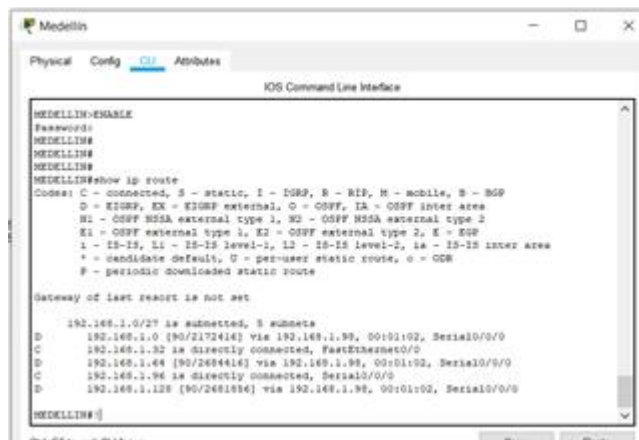 Medellin
Physical Config CLI Attributes
IOS Command Line Interface
MEDELLIN>ENABLE
Password:
MEDELLIN#
MEDELLIN#
MEDELLIN#
MEDELLIN#show ip route
Codes: C - connected, S - static, I - IGRP, R - RIP, M - mobile, B - BGP
D - EIGRP, EX - EIGRP external, O - OSPF, IA - OSPF inter area
N1 - OSPF NSSA external type 1, N2 - OSPF NSSA external type 2
E1 - OSPF external type 1, E2 - OSPF external type 2, E - EGP
i - IS-IS, L1 - IS-IS level-1, L2 - IS-IS level-2, ia - IS-IS inter area
* - candidate default, U - per-user static route, o - ODR
P - periodic downloaded static route
Gateway of last resort is not set
192.168.1.0/27 is subnetted, 5 subnets
D 192.168.1.0 [90/2172416] via 192.168.1.98, 00:01:02, Serial0/0/0
C 192.168.1.32 is directly connected, FastEthernet0/0
D 192.168.1.64 [90/2684416] via 192.168.1.98, 00:01:02, Serial0/0/0
C 192.168.1.96 is directly connected, Serial0/0/0
D 192.168.1.128 [90/2681856] via 192.168.1.98, 00:01:02, Serial0/0/0
MEDELLIN#